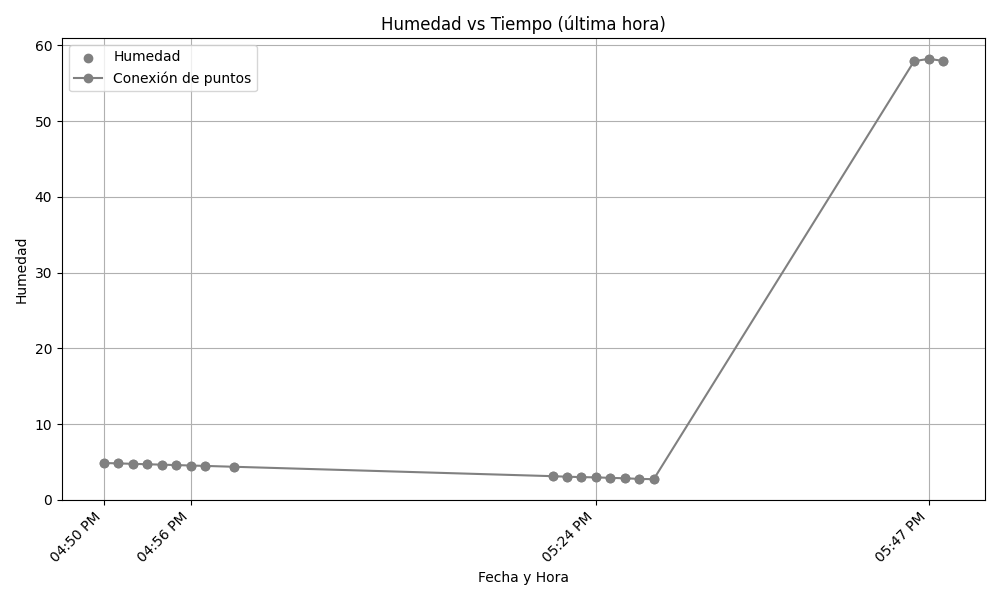 Humedad vs Tiempo (última hora)
Humedad
Conexión de puntos
60
50
40
30
20
10
0
Humedad
04:50 PM
04:56 PM
05:24 PM
05:47 PM
Fecha y Hora